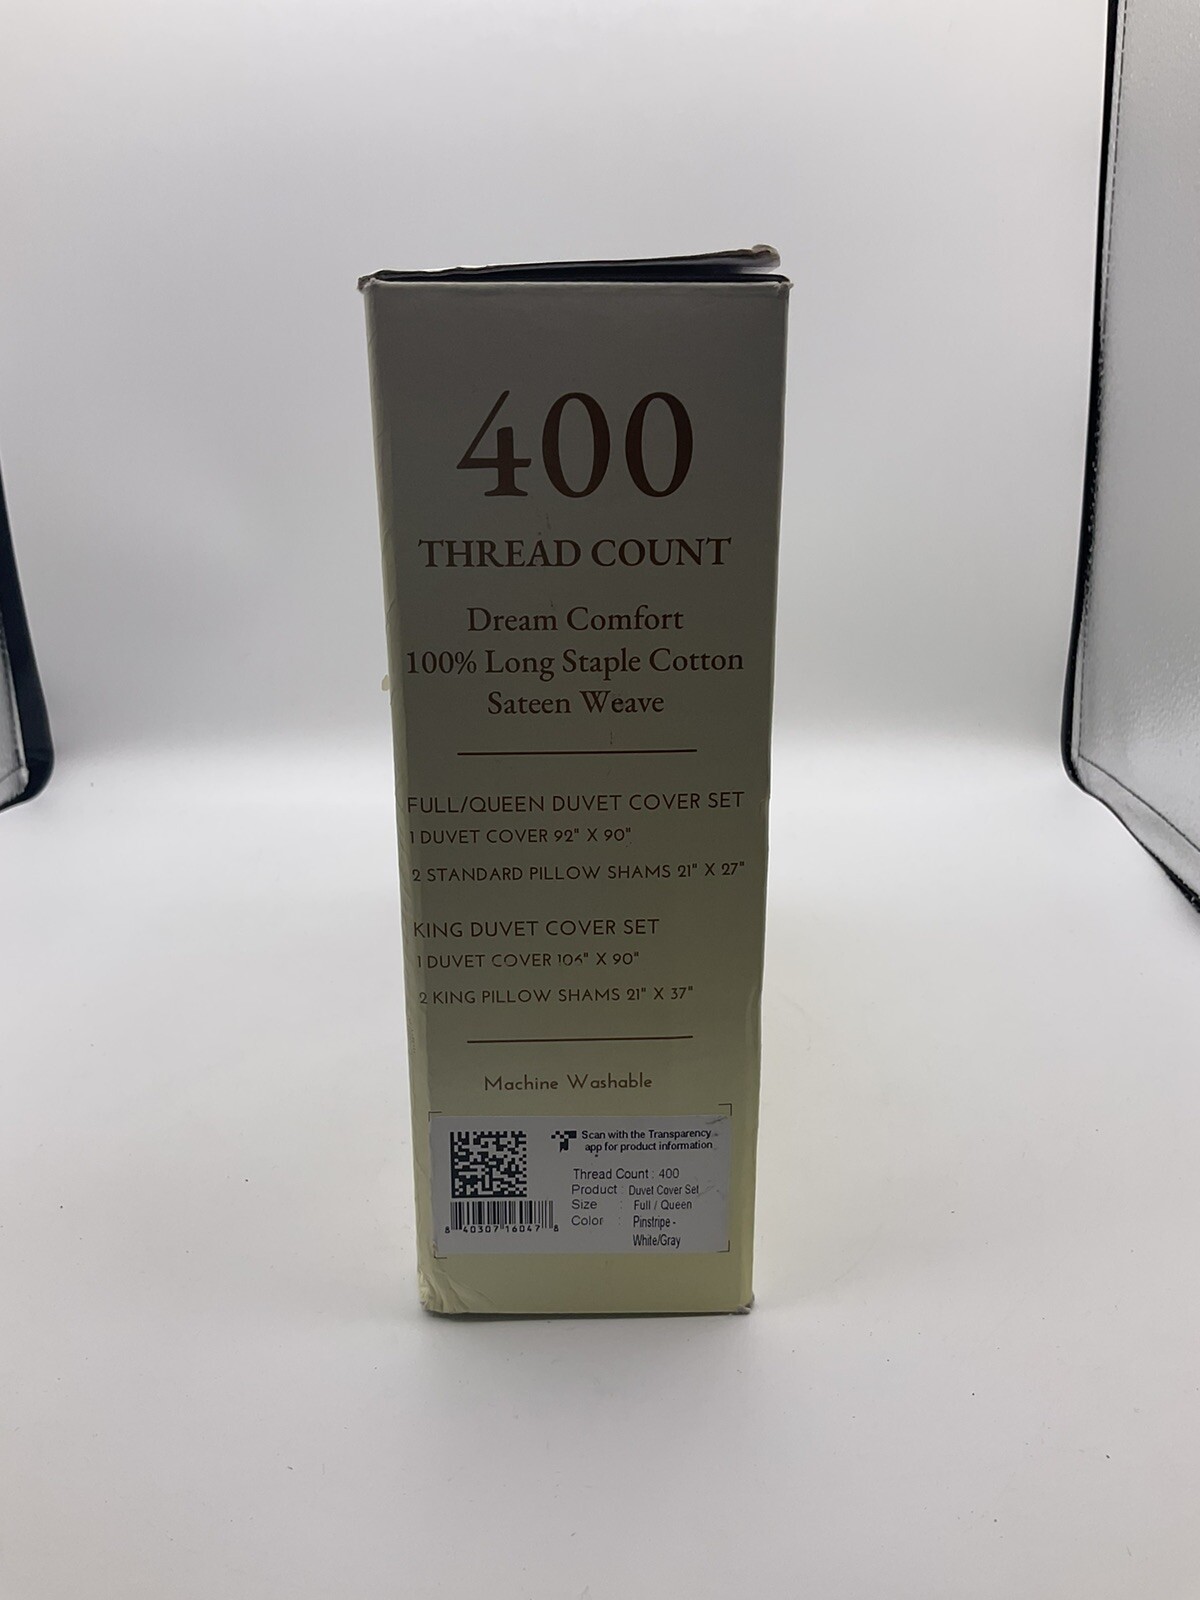 400
THREAD COUNT
Dream Comfort
100% Long Staple Cotton
Sateen Weave
FULL/QUEEN DUVET COVER SET
1 DUVET COVER 92" X 90"
2 STANDARD PILLOW SHAMS 21" X 27"
KING DUVET COVER SET
1 DUVET COVER 106" X 90"
2 KING PILLOW SHAMS 21" X 37"
Machine Washable
Scan with the Transparency
app for product information
Thread Count : 400
Product : Duvet Cover Set
Size : Full / Queen
Color : Pinstripe -
White/Gray
8 40307 16047 8